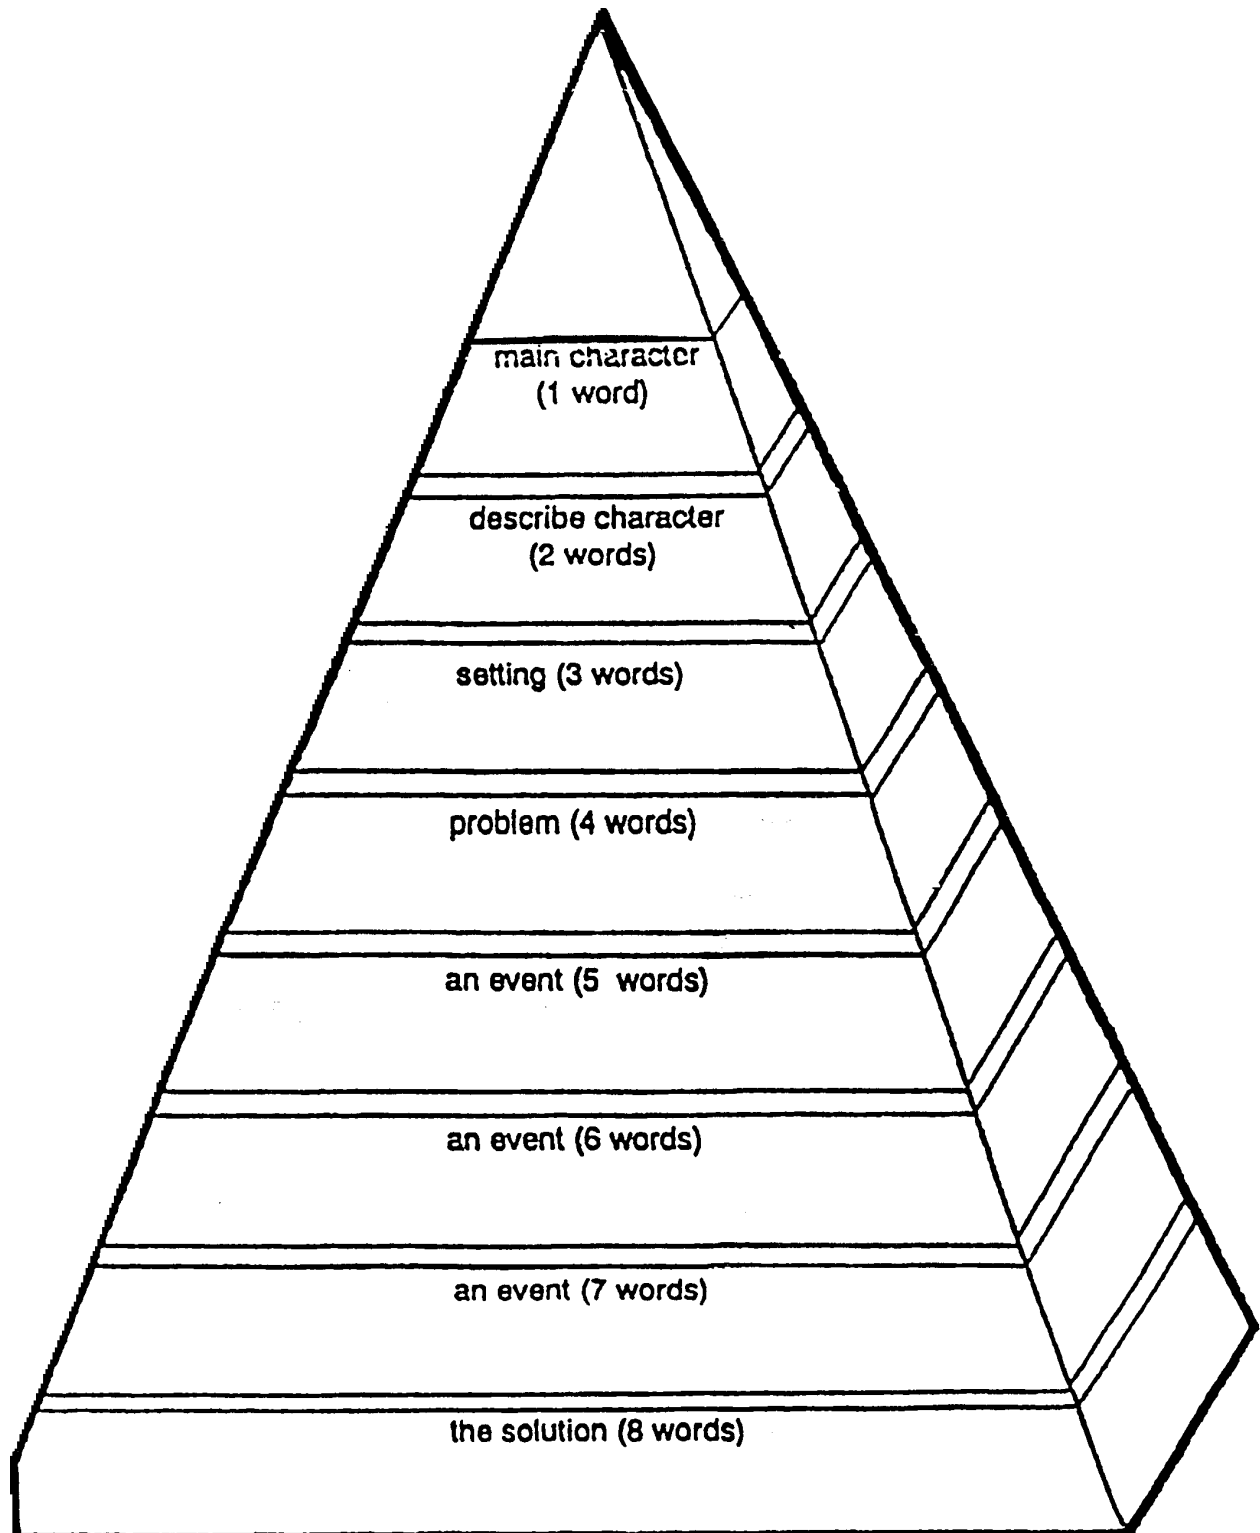 main character
(1 word)
describe character
(2 words)
setting (3 words)
problem (4 words)
an event (5 words)
an event (6 words)
an event (7 words)
the solution (8 words)